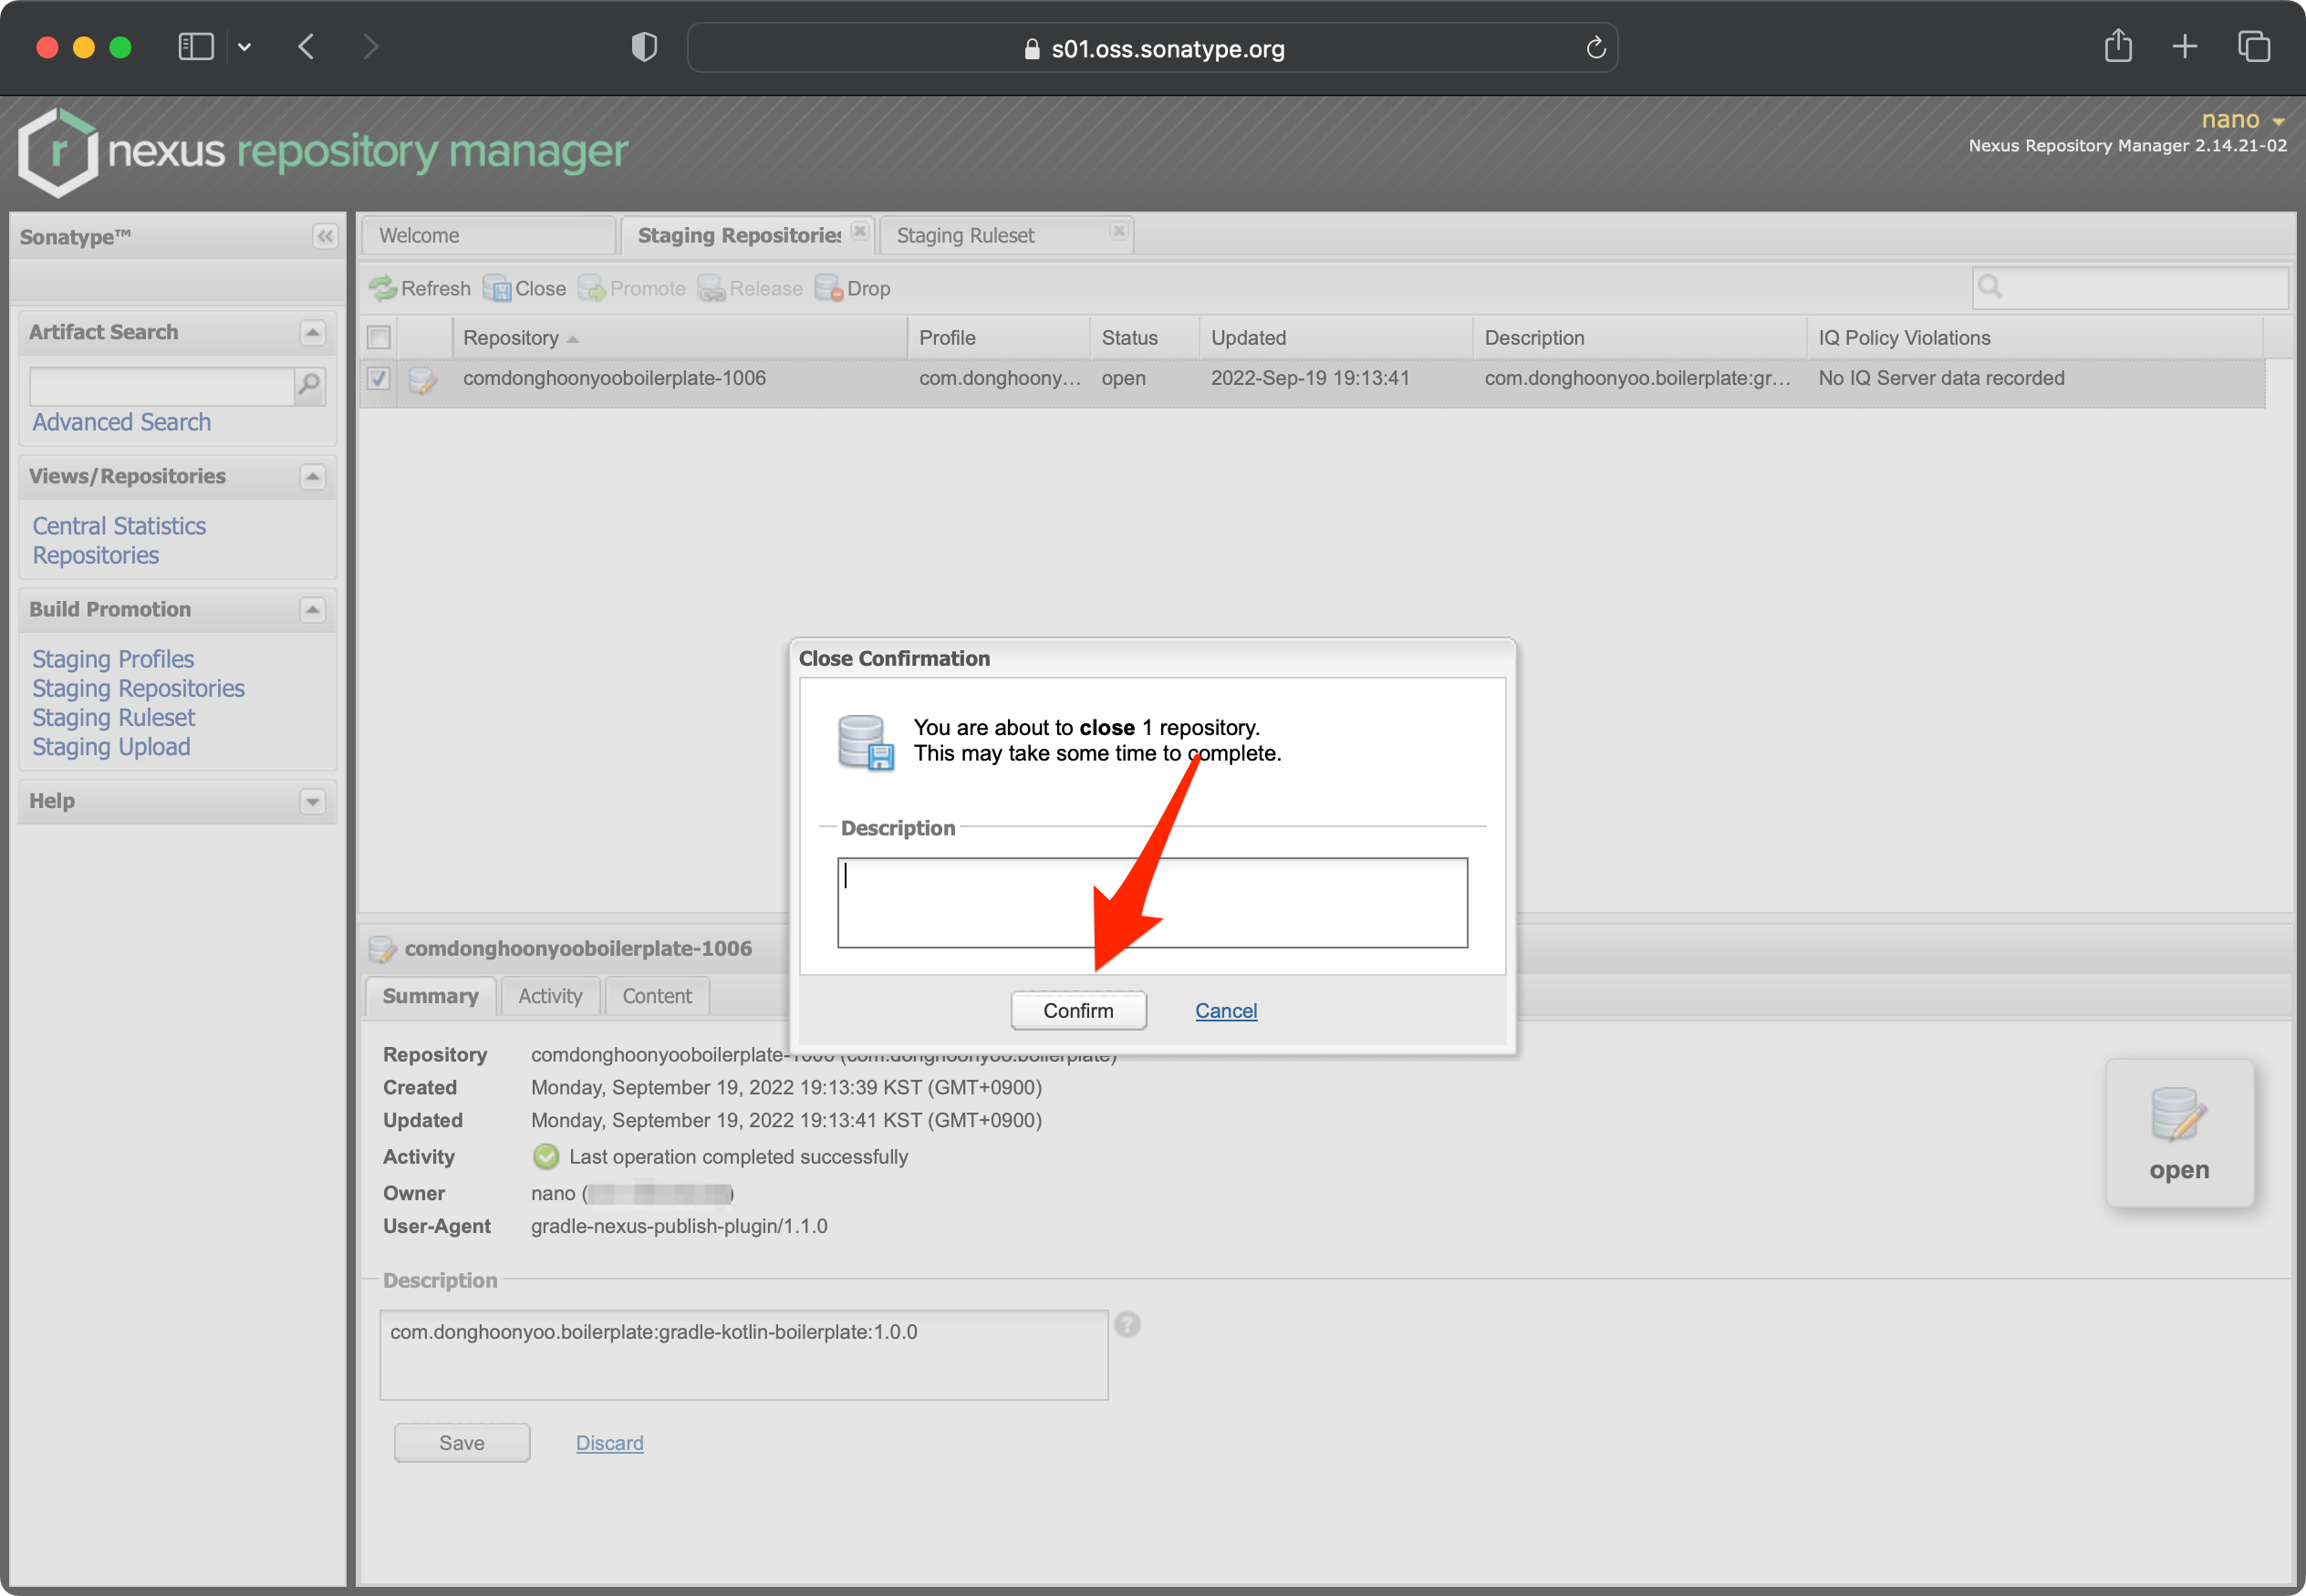 s01.oss.sonatype.org
nexus repository manager
nano
Nexus Repository Manager 2.14.21-02
Sonatype™
Artifact Search
Advanced Search
Views/Repositories
Central Statistics
Repositories
Build Promotion
Staging Profiles
Staging Repositories
Staging Ruleset
Staging Upload
Help
Welcome
Staging Repositories
Staging Ruleset
Refresh Close Promote Release Drop
Repository Profile Status Updated Description IQ Policy Violations
comdonghoonyooboilerplate-1006 com.donghoony... open 2022-Sep-19 19:13:41 com.donghoonyoo.boilerplate:gr... No IQ Server data recorded
Close Confirmation
You are about to close 1 repository.
This may take some time to complete.
Description
Confirm Cancel
comdonghoonyooboilerplate-1006
Summary Activity Content
Repository comdonghoonyooboilerplate-1006 (com.donghoonyoo.boilerplate)
Created Monday, September 19, 2022 19:13:39 KST (GMT+0900)
Updated Monday, September 19, 2022 19:13:41 KST (GMT+0900)
Activity Last operation completed successfully
Owner nano (
User-Agent gradle-nexus-publish-plugin/1.1.0
open
Description
com.donghoonyoo.boilerplate:gradle-kotlin-boilerplate:1.0.0
Save Discard